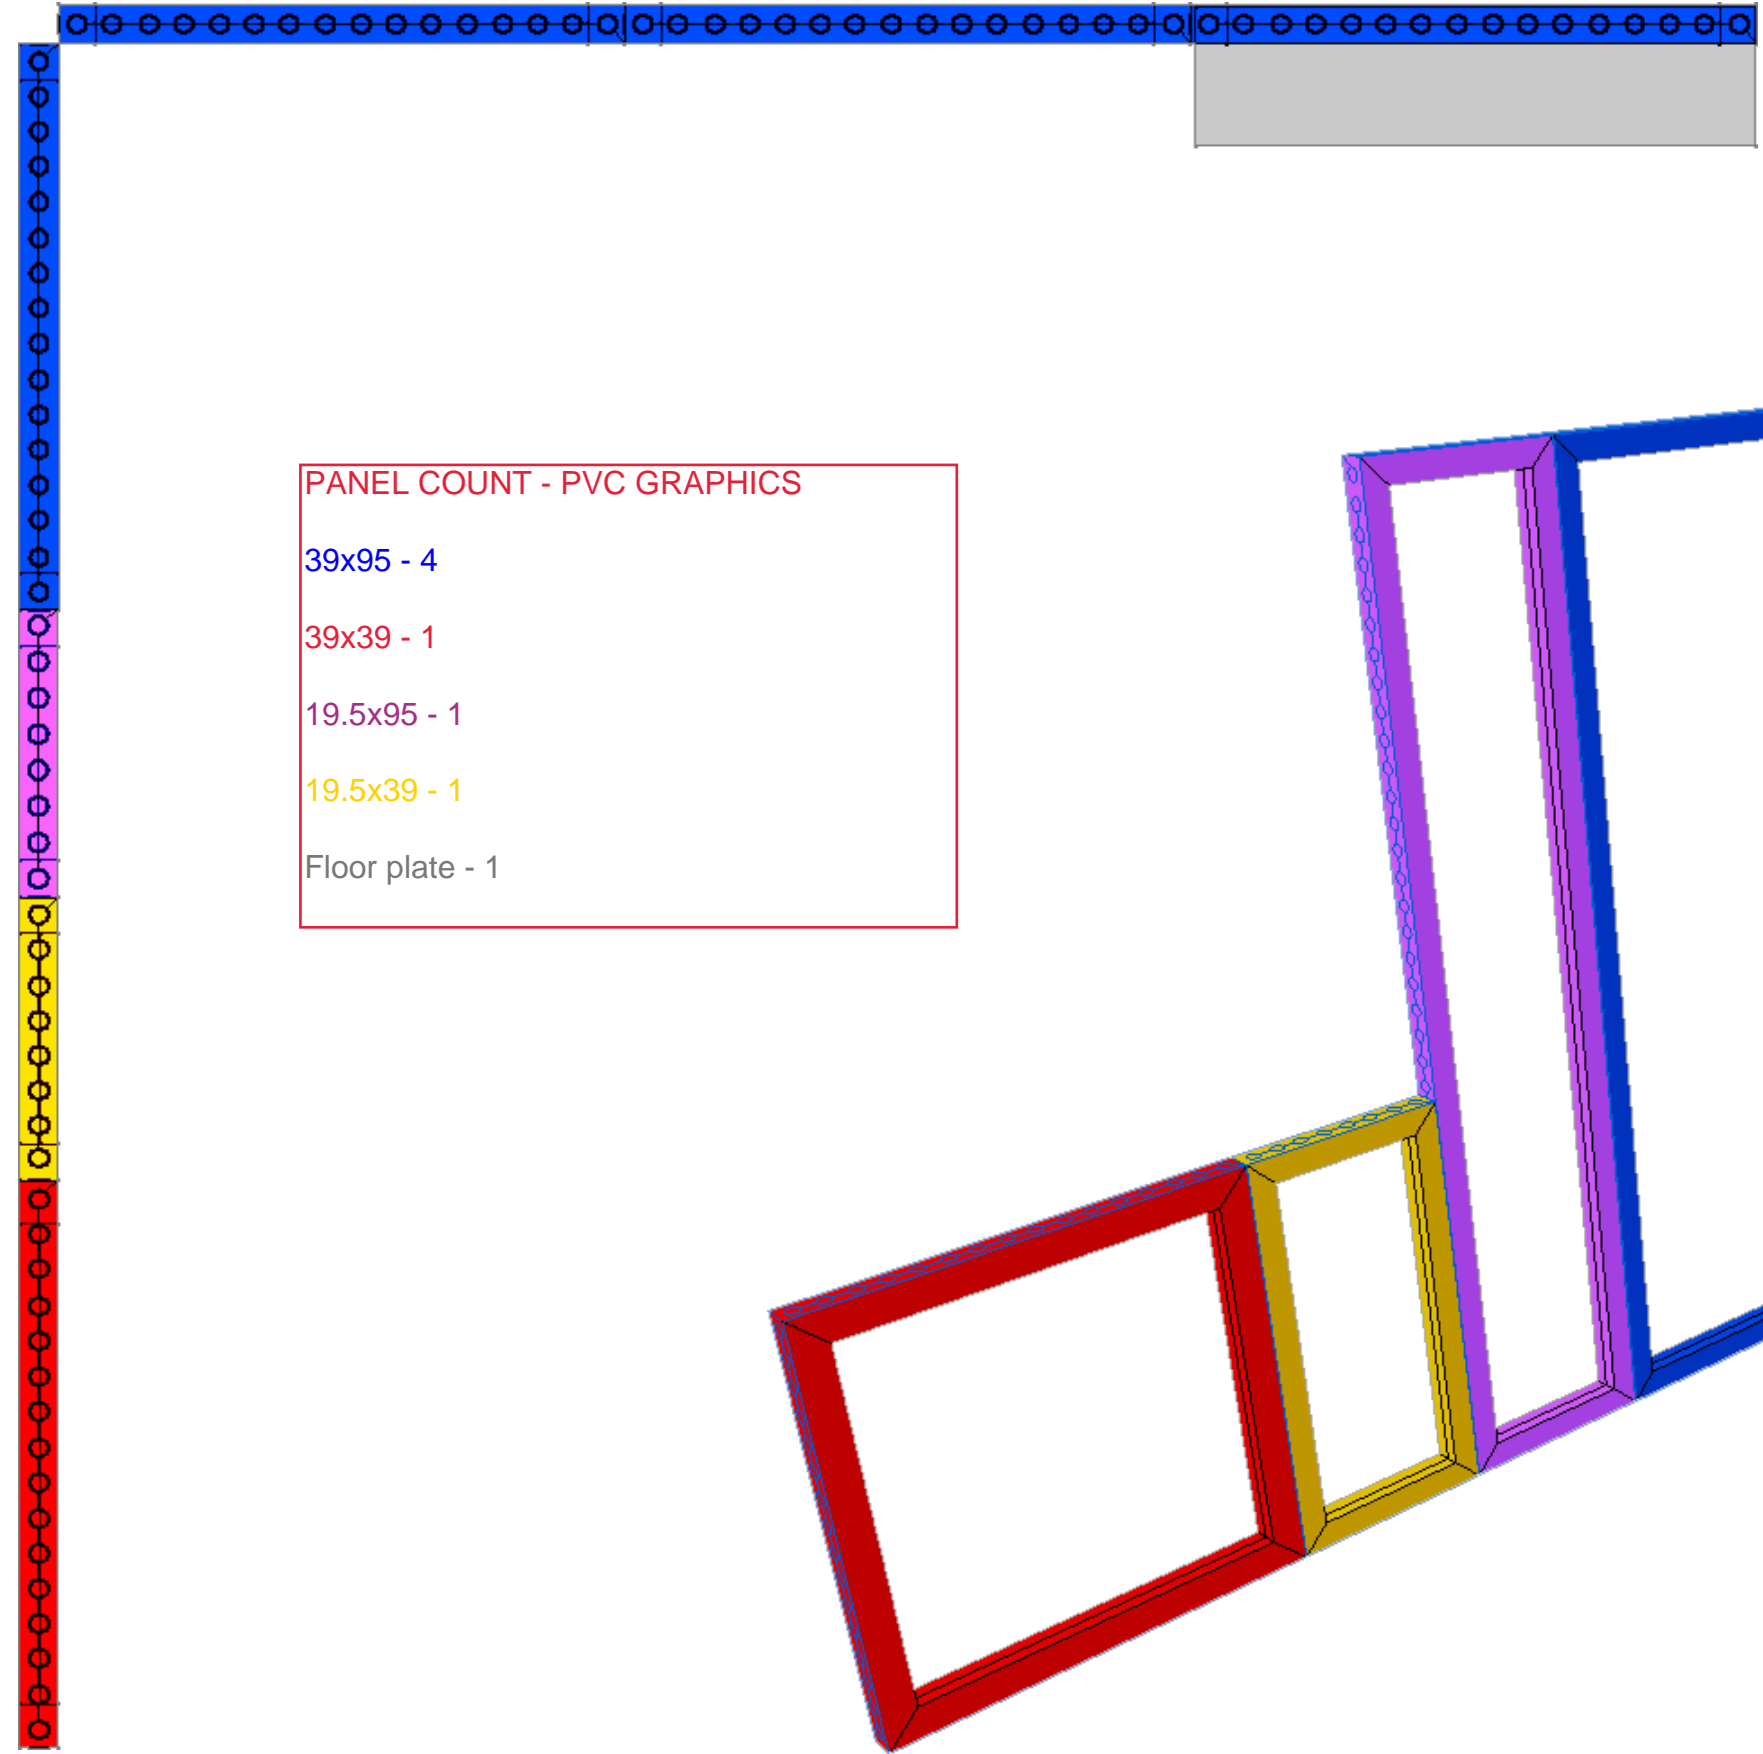 PANEL COUNT - PVC GRAPHICS
39x95 - 4
39x39 - 1
19.5x95 - 1
19.5x39 - 1
Floor plate - 1